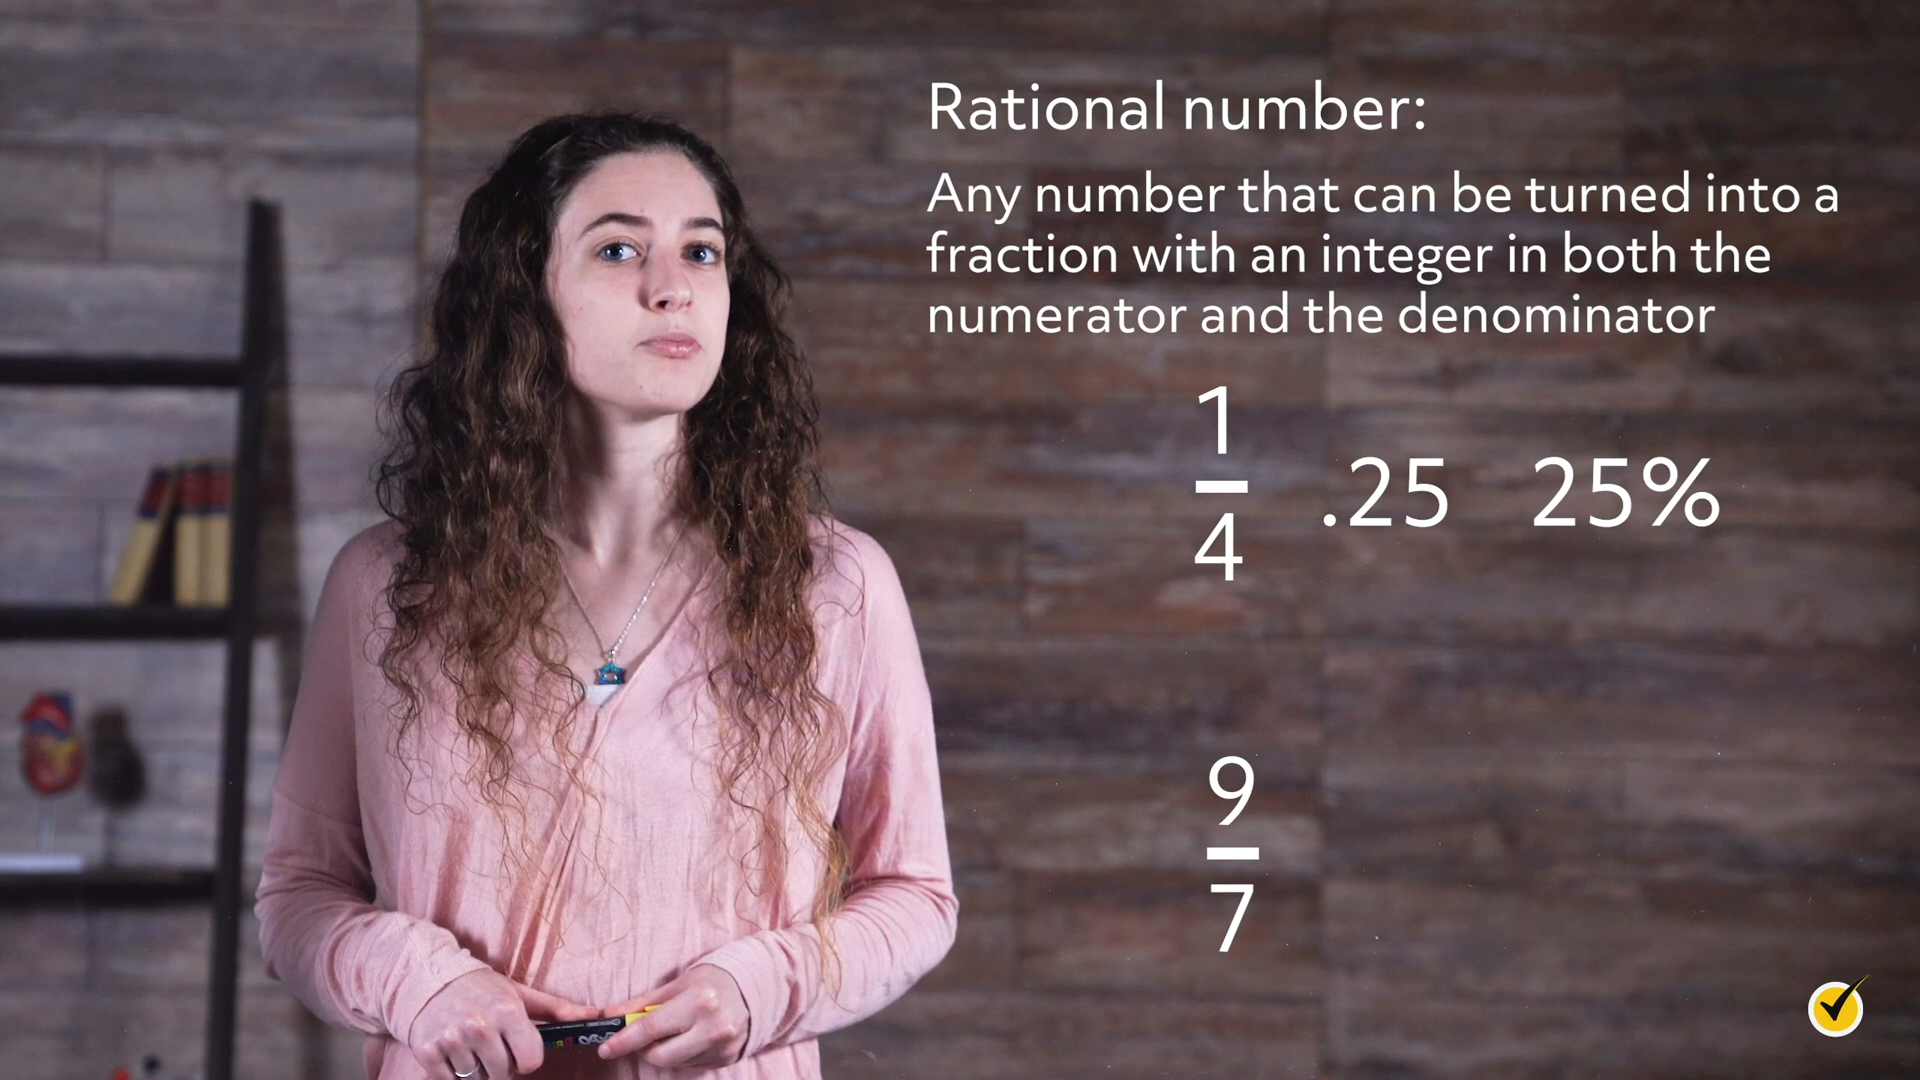 Rational number:
Any number that can be turned into a
fraction with an integer in both the
numerator and the denominator
1
4
.25
25%
9
7